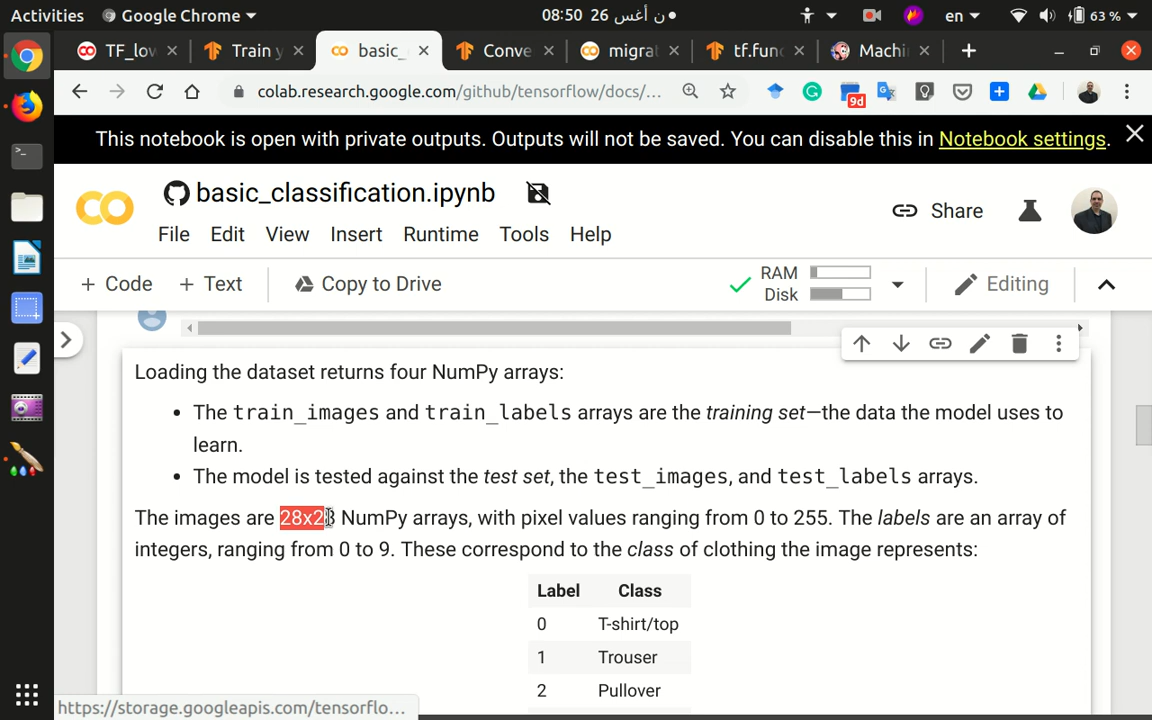 Activities Google Chrome 08:50 26 ن أغس en 63 %
TF_lov Train y basic_ Conve migrat tf.func Machin
colab.research.google.com/github/tensorflow/docs/... 9d
This notebook is open with private outputs. Outputs will not be saved. You can disable this in Notebook settings.
basic_classification.ipynb
Share
File Edit View Insert Runtime Tools Help
+ Code + Text Copy to Drive RAM Disk Editing
Loading the dataset returns four NumPy arrays:
• The train_images and train_labels arrays are the training set—the data the model uses to
learn.
• The model is tested against the test set, the test_images, and test_labels arrays.
The images are 28x28 NumPy arrays, with pixel values ranging from 0 to 255. The labels are an array of
integers, ranging from 0 to 9. These correspond to the class of clothing the image represents:
Label Class
0 T-shirt/top
1 Trouser
2 Pullover
https://storage.googleapis.com/tensorflo...